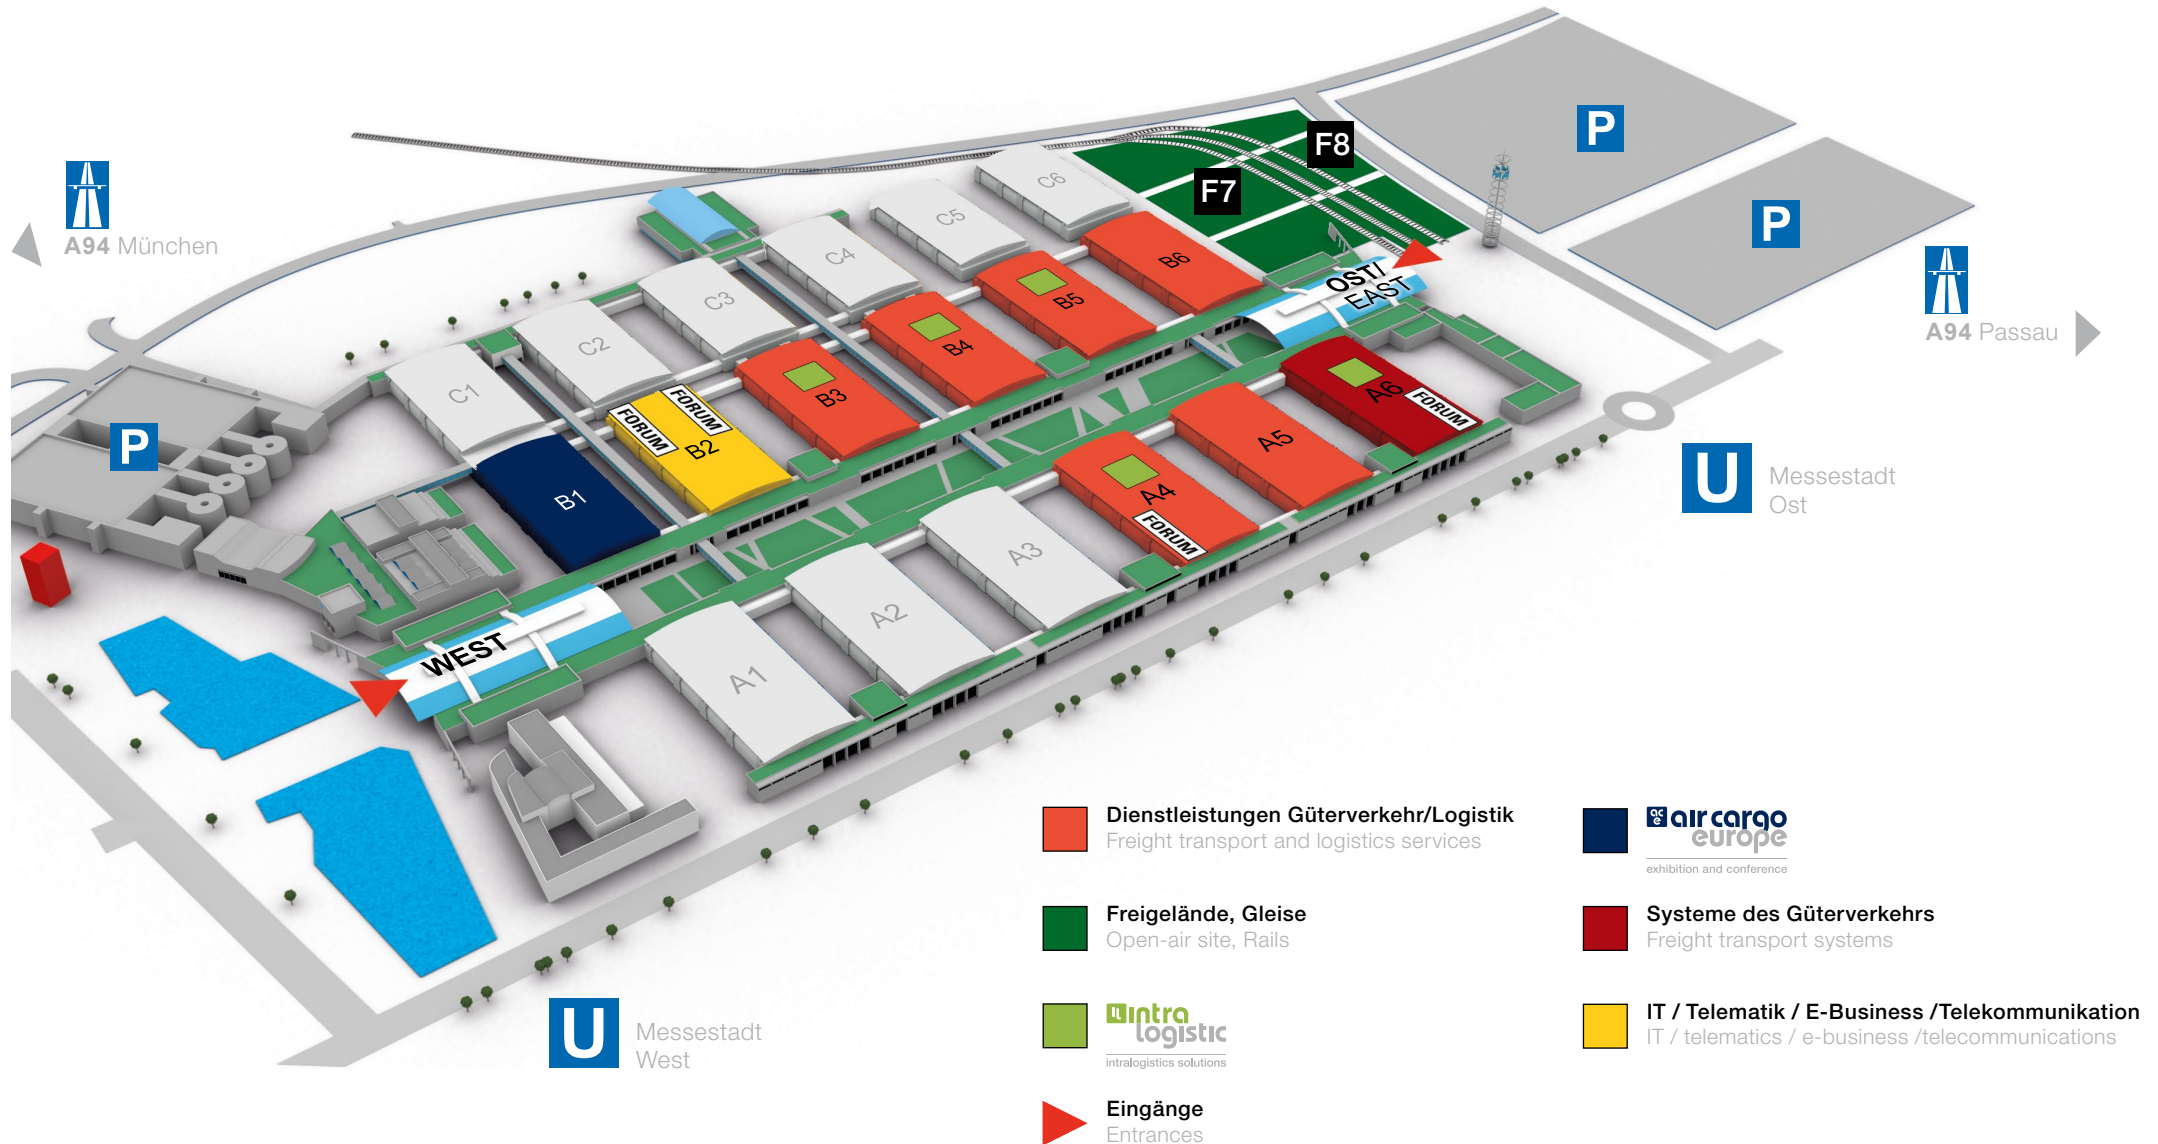 P
F8
F7
A94 München
P
A94 Passau
C6
C5
C4
C3
C2
C1
B6
B5
B4
B3
FORUM
FORUM
B2
B1
OST/
EAST
A6
FORUM
A5
A4
FORUM
A3
A2
A1
P
WEST
U
Messestadt
Ost
U
Messestadt
West
Dienstleistungen Güterverkehr/Logistik
Freight transport and logistics services
Freigelände, Gleise
Open-air site, Rails
il intra
logistic
intralogistics solutions
Eingänge
Entrances
ac
e air cargo
europe
exhibition and conference
Systeme des Güterverkehrs
Freight transport systems
IT / Telematik / E-Business /Telekommunikation
IT / telematics / e-business /telecommunications